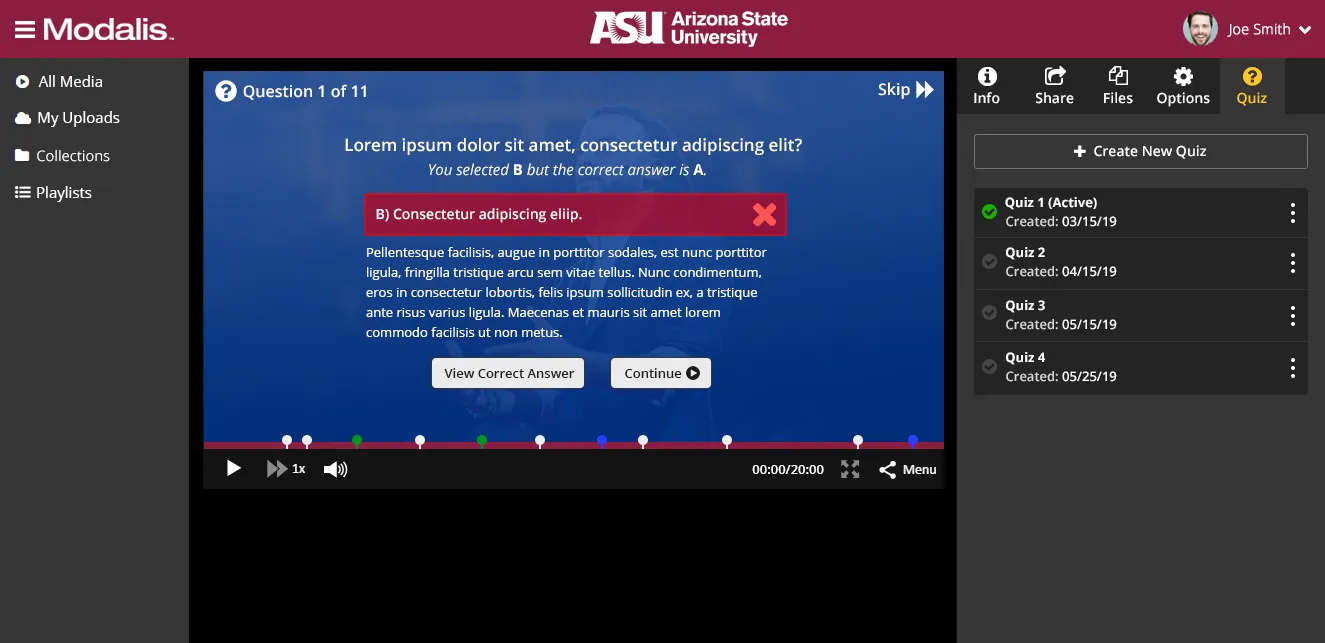 Modalis™
ASU Arizona State
University
Joe Smith
All Media
My Uploads
Collections
Playlists
? Question 1 of 11
Skip
Lorem ipsum dolor sit amet, consectetur adipiscing elit?
You selected B but the correct answer is A.
B) Consectetur adipiscing eliip.
Pellentesque facilisis, augue in porttitor sodales, est nunc porttitor
ligula, fringilla tristique arcu sem vitae tellus. Nunc condimentum,
eros in consectetur lobortis, felis ipsum sollicitudin ex, a tristique
ante risus varius ligula. Maecenas et mauris sit amet lorem
commodo facilisis ut non metus.
View Correct Answer
Continue
1x
00:00/20:00
Menu
Info
Share
Files
Options
Quiz
+ Create New Quiz
Quiz 1 (Active)
Created: 03/15/19
Quiz 2
Created: 04/15/19
Quiz 3
Created: 05/15/19
Quiz 4
Created: 05/25/19